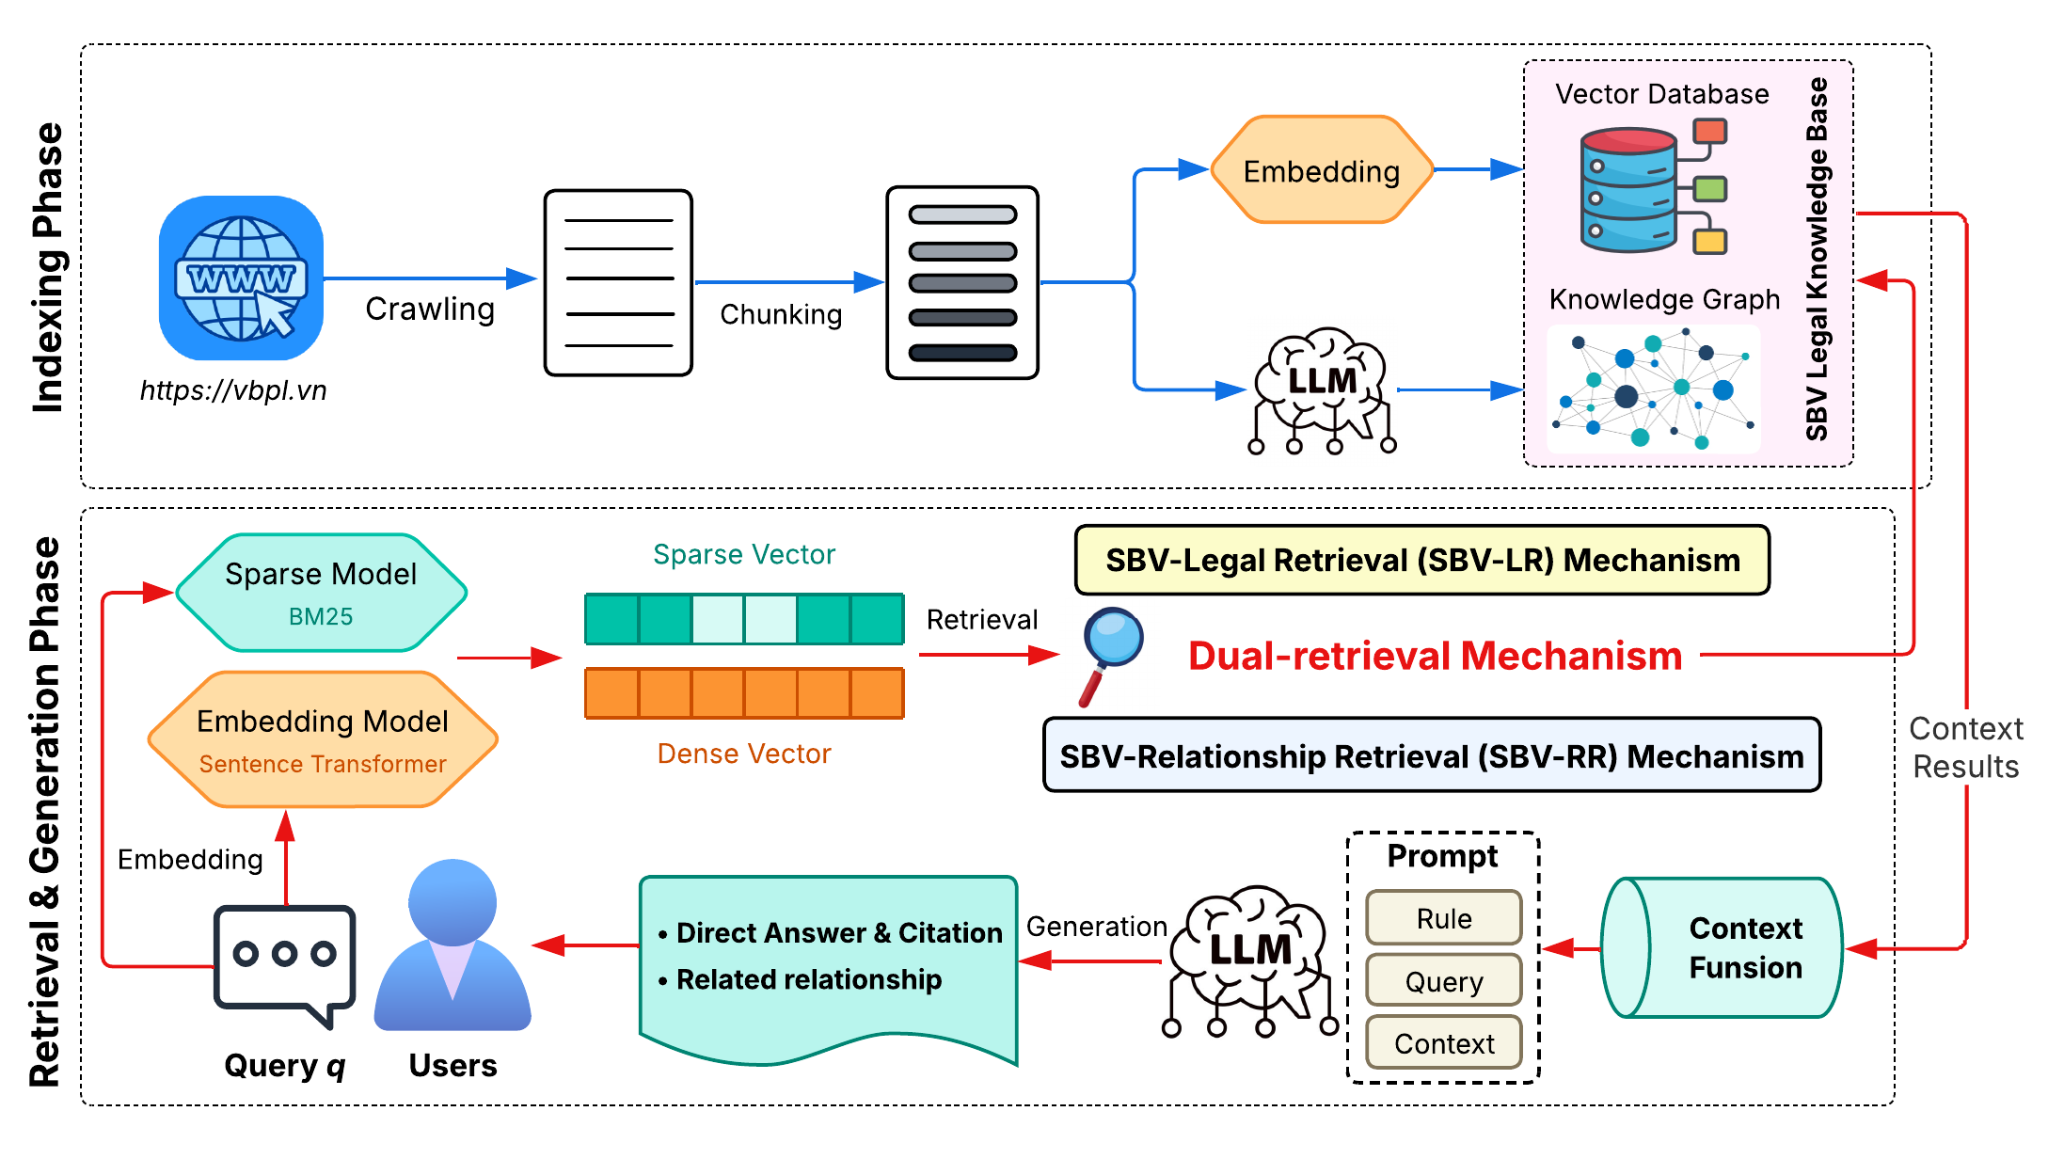 Indexing Phase
WWW
https://vbpl.vn
Crawling
Chunking
Embedding
LLM
Vector Database
Knowledge Graph
SBV Legal Knowledge Base
Retrieval & Generation Phase
Sparse Model
BM25
Embedding Model
Sentence Transformer
Embedding
Query q
Users
Sparse Vector
Dense Vector
Retrieval
SBV-Legal Retrieval (SBV-LR) Mechanism
Dual-retrieval Mechanism
SBV-Relationship Retrieval (SBV-RR) Mechanism
Context
Results
Context
Funsion
Prompt
Rule
Query
Context
LLM
Generation
• Direct Answer & Citation
• Related relationship